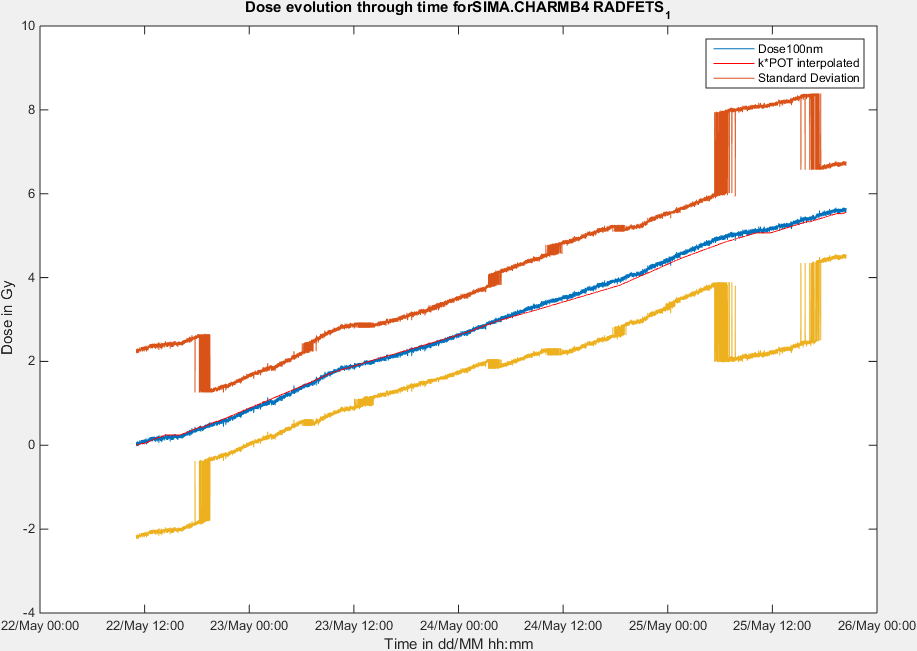 Dose evolution through time forSIMA.CHARMB4 RADFETS1
Dose100nm
k*POT interpolated
Standard Deviation
10
8
6
4
2
0
-2
-4
Dose in Gy
22/May 00:00 22/May 12:00 23/May 00:00 23/May 12:00 24/May 00:00 24/May 12:00 25/May 00:00 25/May 12:00 26/May 00:00
Time in dd/MM hh:mm